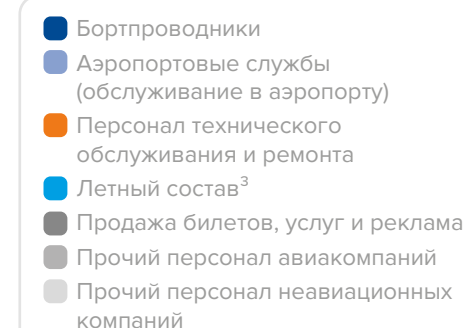 Бортпроводники
Аэропортовые службы
(обслуживание в аэропорту)
Персонал технического
обслуживания и ремонта
Летный состав³
Продажа билетов, услуг и реклама
Прочий персонал авиакомпаний
Прочий персонал неавиационных
компаний